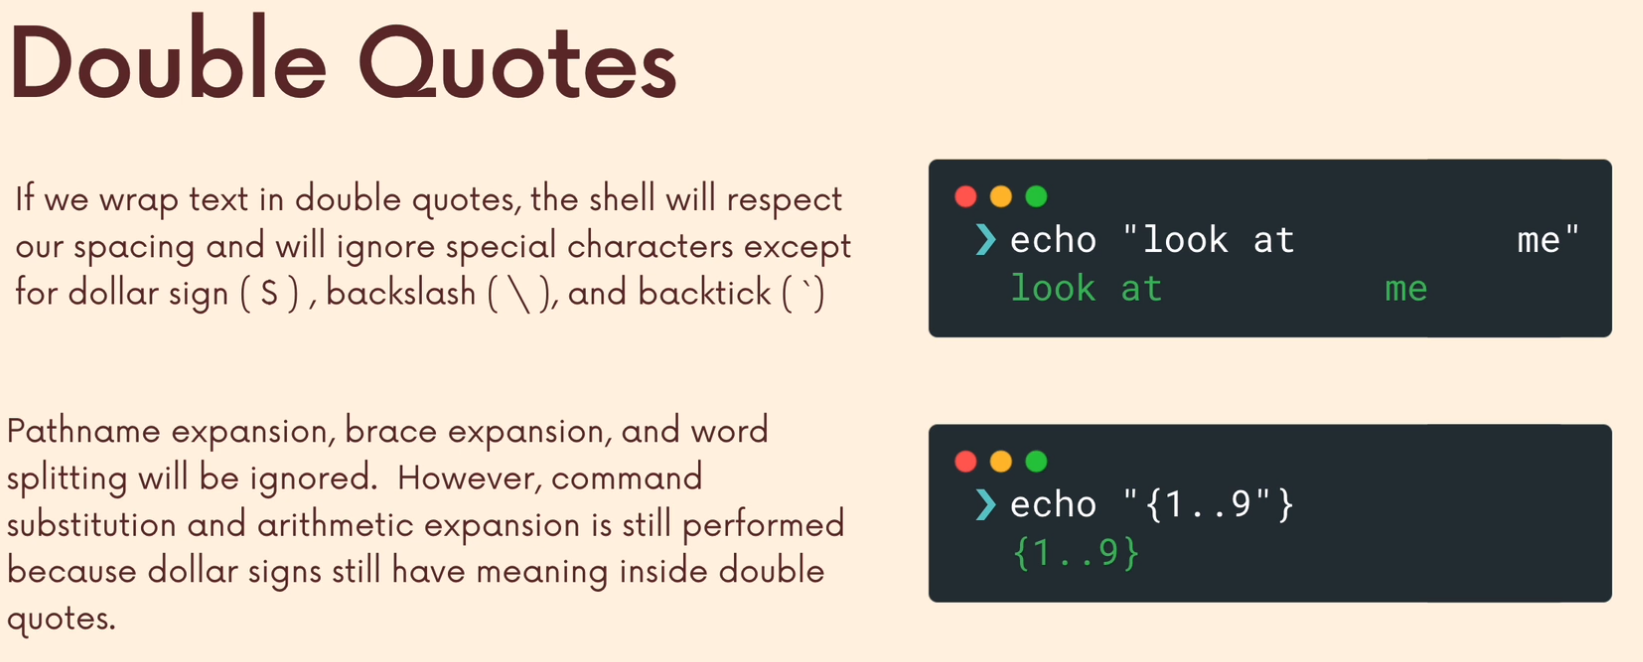 Double Quotes
If we wrap text in double quotes, the shell will respect
our spacing and will ignore special characters except
for dollar sign ( $ ) , backslash ( \ ), and backtick ( `)
❯ echo "look at         me"
look at         me
Pathname expansion, brace expansion, and word
splitting will be ignored.  However, command
substitution and arithmetic expansion is still performed
because dollar signs still have meaning inside double
quotes.
❯ echo "{1..9"}
{1..9}